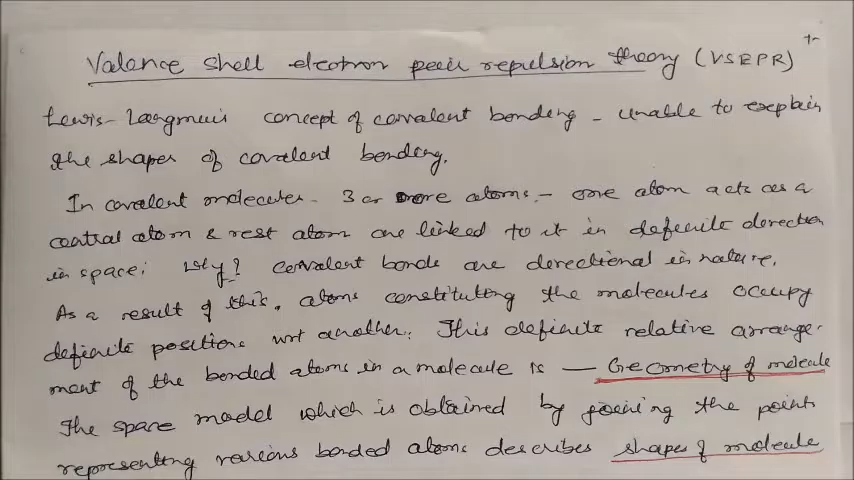 Valance shell electron pair repulsion theory (VSEPR)
Lewis-Langmuir concept of covalent bonding - unable to explain
the shapes of covalent bonding.
In covalent molecules - 3 or more atoms - one atom acts as a
central atom & rest atom are linked to it in definite direction
in space; Why? covalent bonds are directional in nature.
As a result of this, atoms constituting the molecules occupy
definite positions wrt another. This definite relative arrange-
ment of the bonded atoms in a molecule is — Geometry of molecule
The space model which is obtained by joining the points
representing various bonded atoms describes shapes of molecule